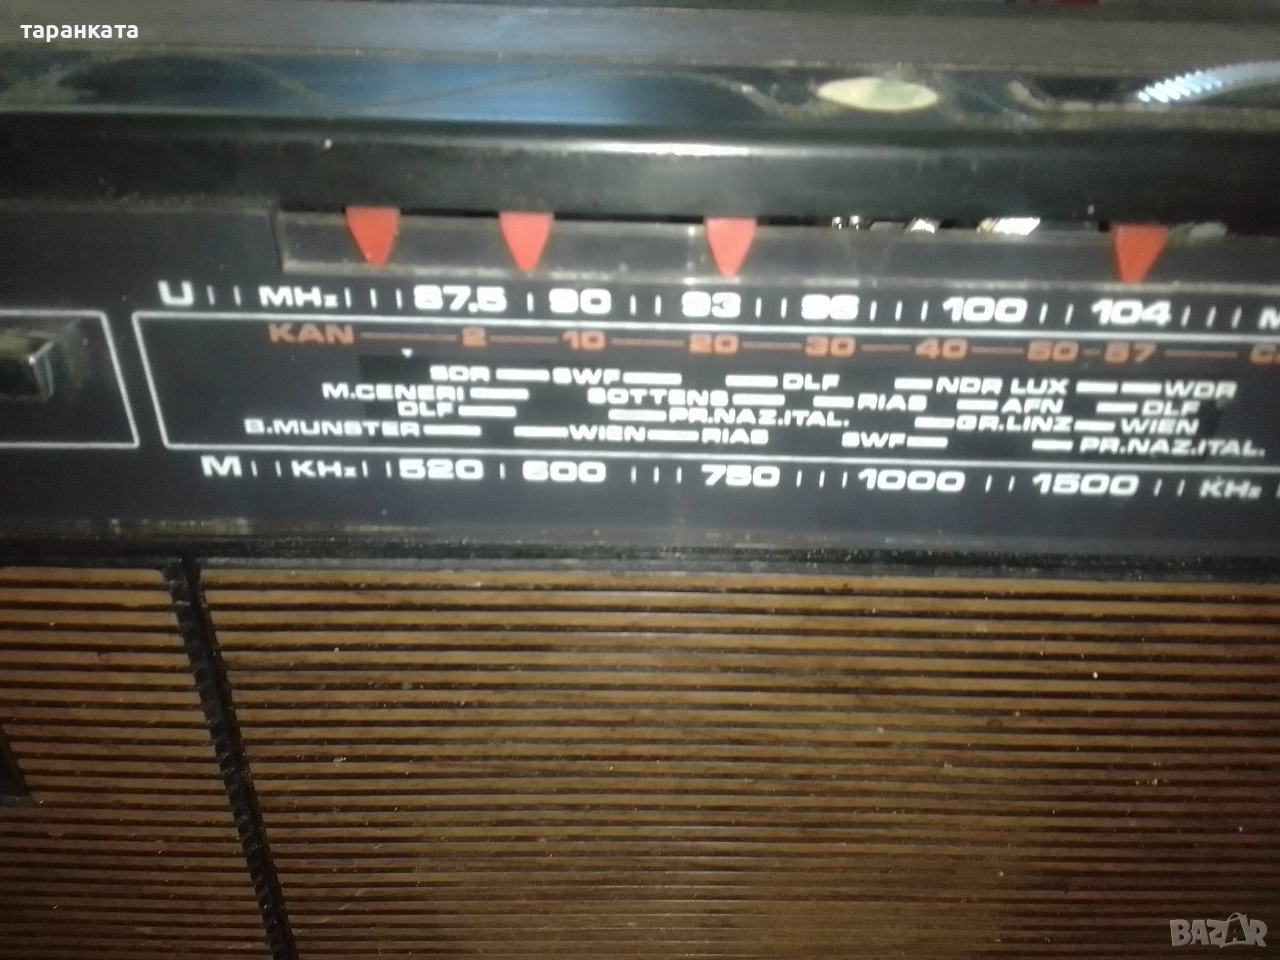 таранката
U MHz 87,5 90 93 96 100 104 M
KAN 2 10 20 30 40 50 57 C
SDR SWF DLF NDR LUX WDR
M.CENERI SOTTENS RIAS AFN DLF
DLF PR.NAZ.ITAL. GR.LINZ WIEN
B.MUNSTER WIEN RIAS SWF PR.NAZ.ITAL.
M KHz 520 600 750 1000 1500 KHz
BAZAR